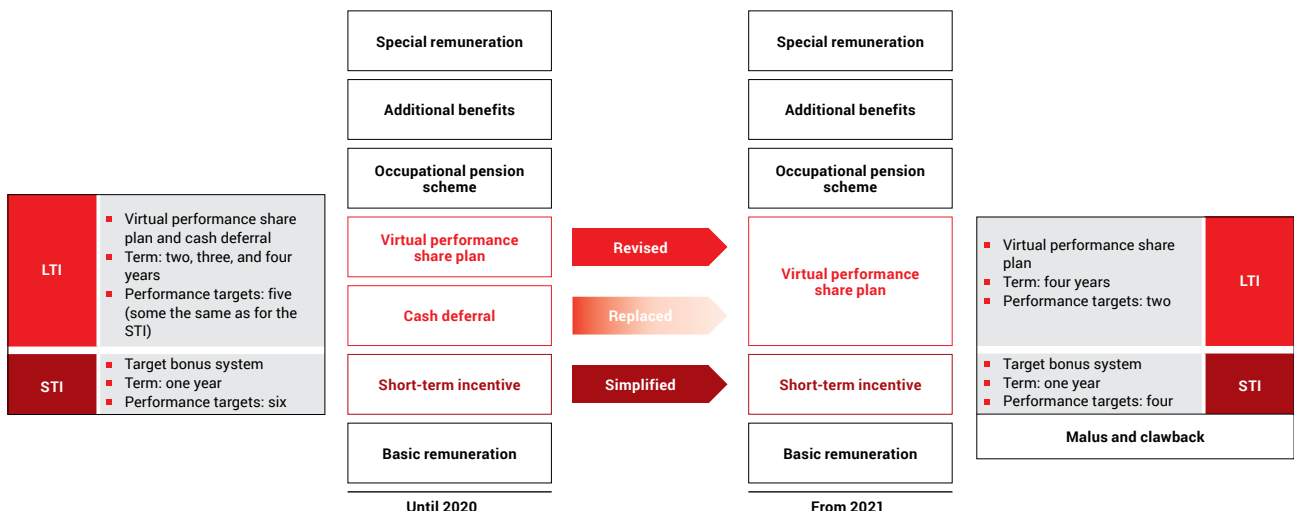 Special remuneration
Additional benefits
Occupational pension
scheme
Virtual performance
share plan
Cash deferral
Short-term incentive
Basic remuneration
Until 2020
LTI
Virtual performance share
plan and cash deferral
Term: two, three, and four
years
Performance targets: five
(some the same as for the
STI)
STI
Target bonus system
Term: one year
Performance targets: six
Revised
Replaced
Simplified
Special remuneration
Additional benefits
Occupational pension
scheme
Virtual performance
share plan
Short-term incentive
Basic remuneration
From 2021
Virtual performance share
plan
Term: four years
Performance targets: two
LTI
Target bonus system
Term: one year
Performance targets: four
STI
Malus and clawback